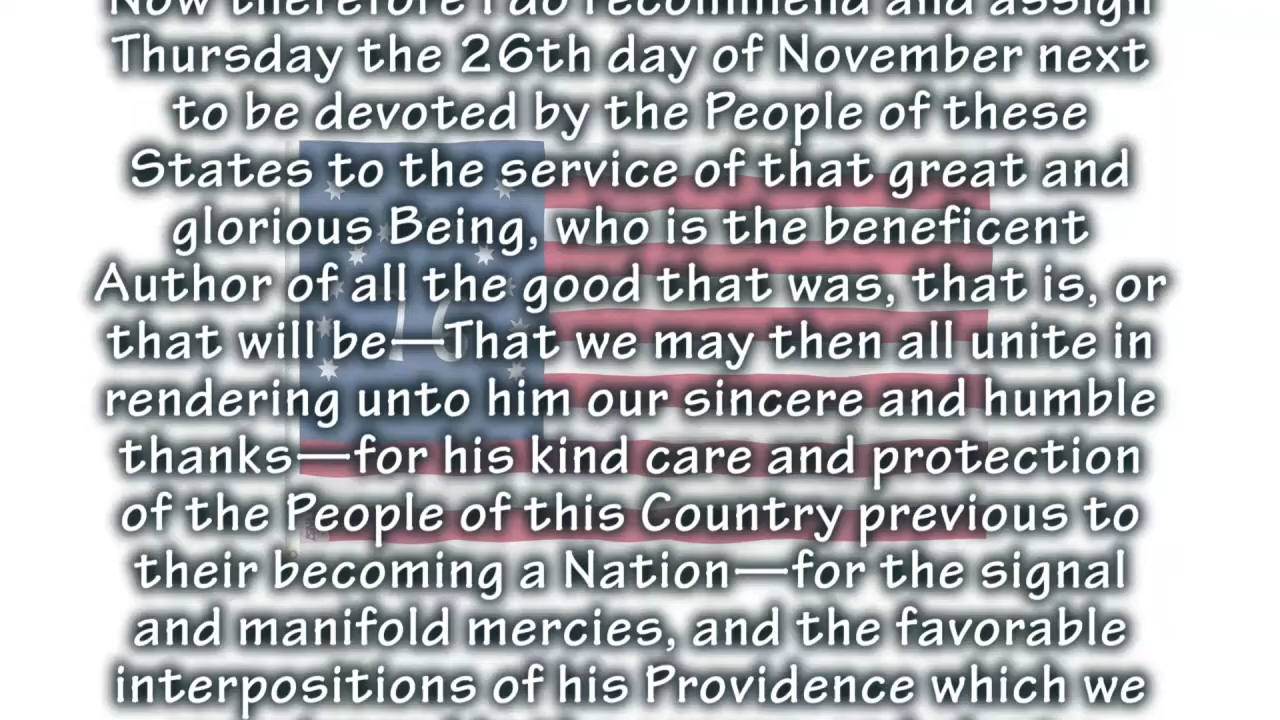 Now therefore I do recommend and assign
Thursday the 26th day of November next
to be devoted by the People of these
States to the service of that great and
glorious Being, who is the beneficent
Author of all the good that was, that is, or
that will be—That we may then all unite in
rendering unto him our sincere and humble
thanks—for his kind care and protection
of the People of this Country previous to
their becoming a Nation—for the signal
and manifold mercies, and the favorable
interpositions of his Providence which we